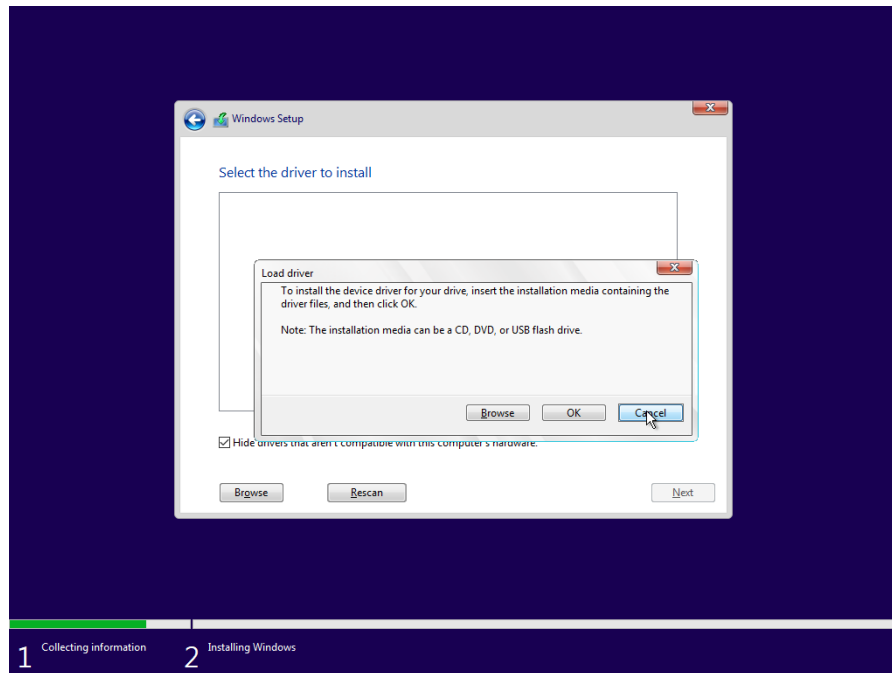 Windows Setup
Select the driver to install
Load driver
To install the device driver for your drive, insert the installation media containing the
driver files, and then click OK.
Note: The installation media can be a CD, DVD, or USB flash drive.
Browse OK Cancel
Hide drivers that aren't compatible with this computer's hardware.
Browse Rescan Next
1 Collecting information 2 Installing Windows